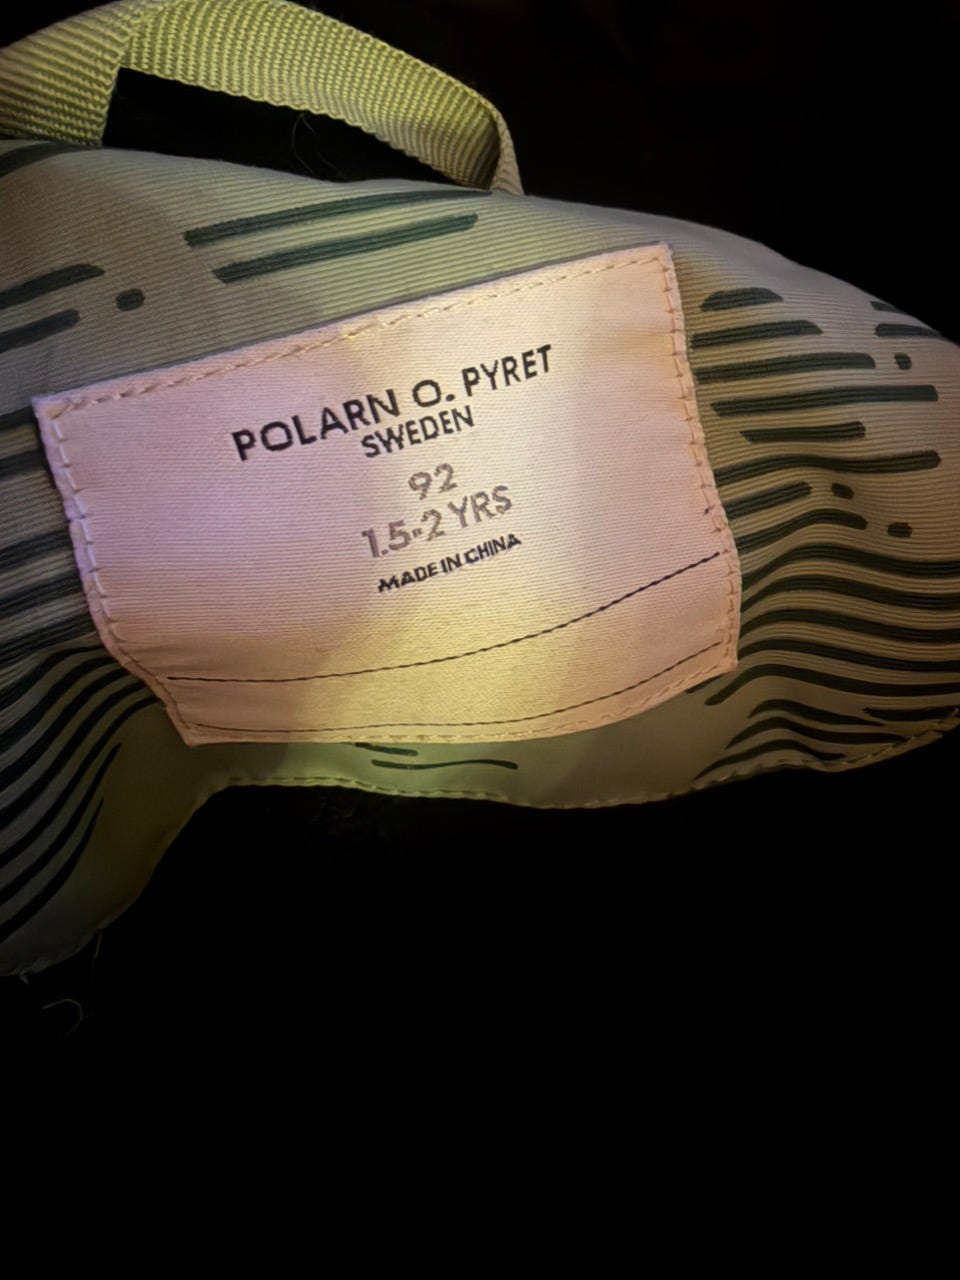 POLARN O. PYRET
SWEDEN
92
1.5-2 YRS
MADE IN CHINA